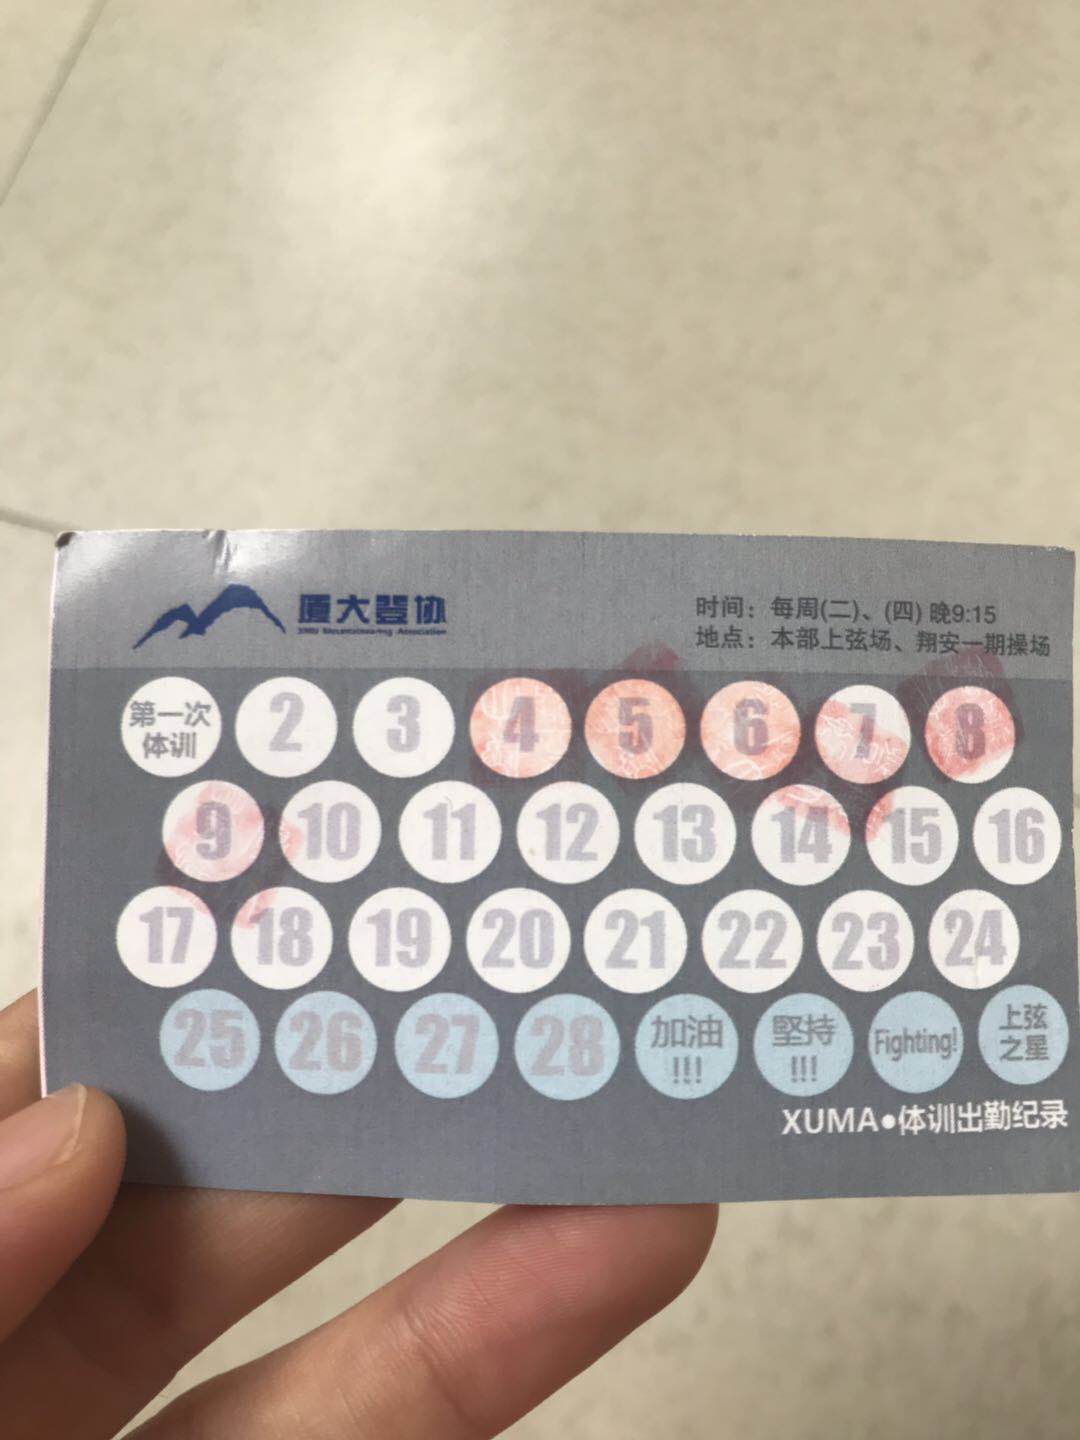 厦大登协
XMU Mountaineering Association
时间：每周(二)、(四) 晚9:15
地点：本部上弦场、翔安一期操场
第一次体训 2 3 4 5 6 7 8
9 10 11 12 13 14 15 16
17 18 19 20 21 22 23 24
25 26 27 28 加油!!! 堅持!!! Fighting! 上弦之星
XUMA●体训出勤纪录